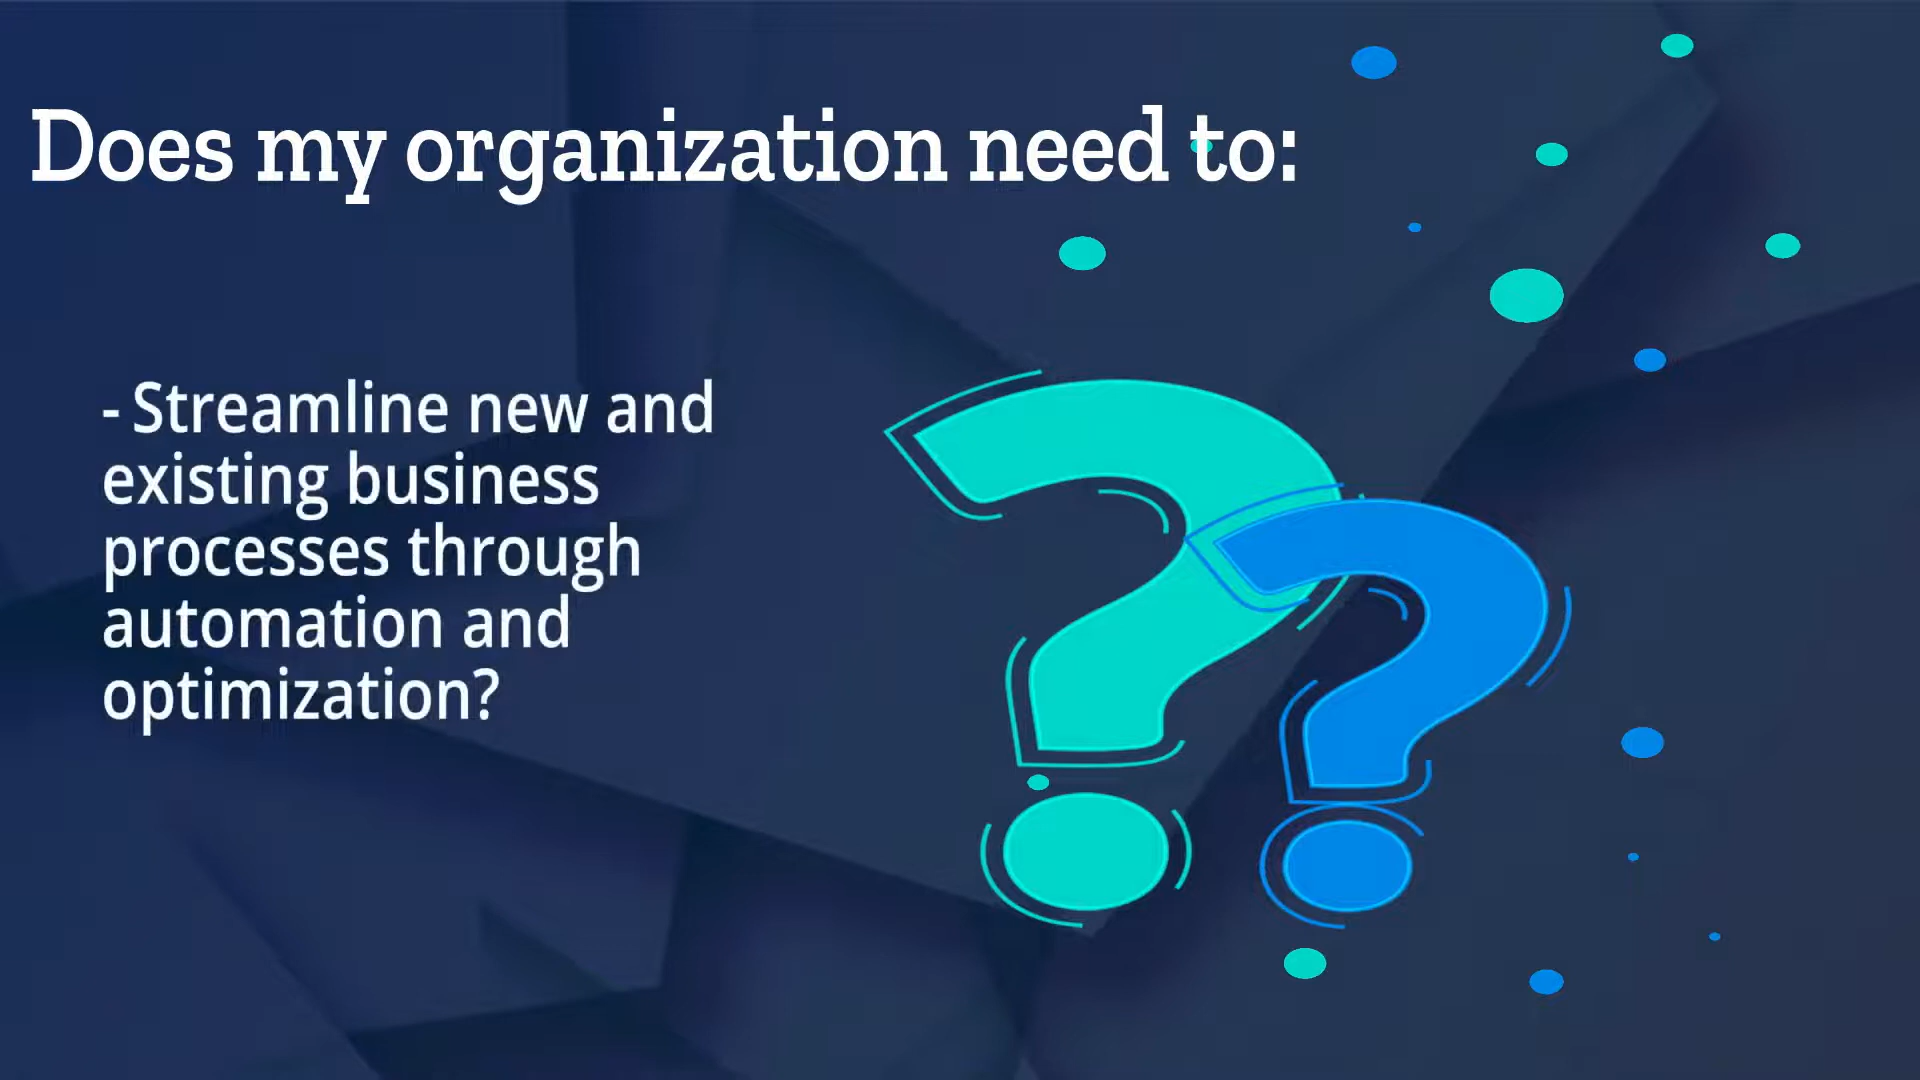 Does my organization need to:
- Streamline new and
existing business
processes through
automation and
optimization?